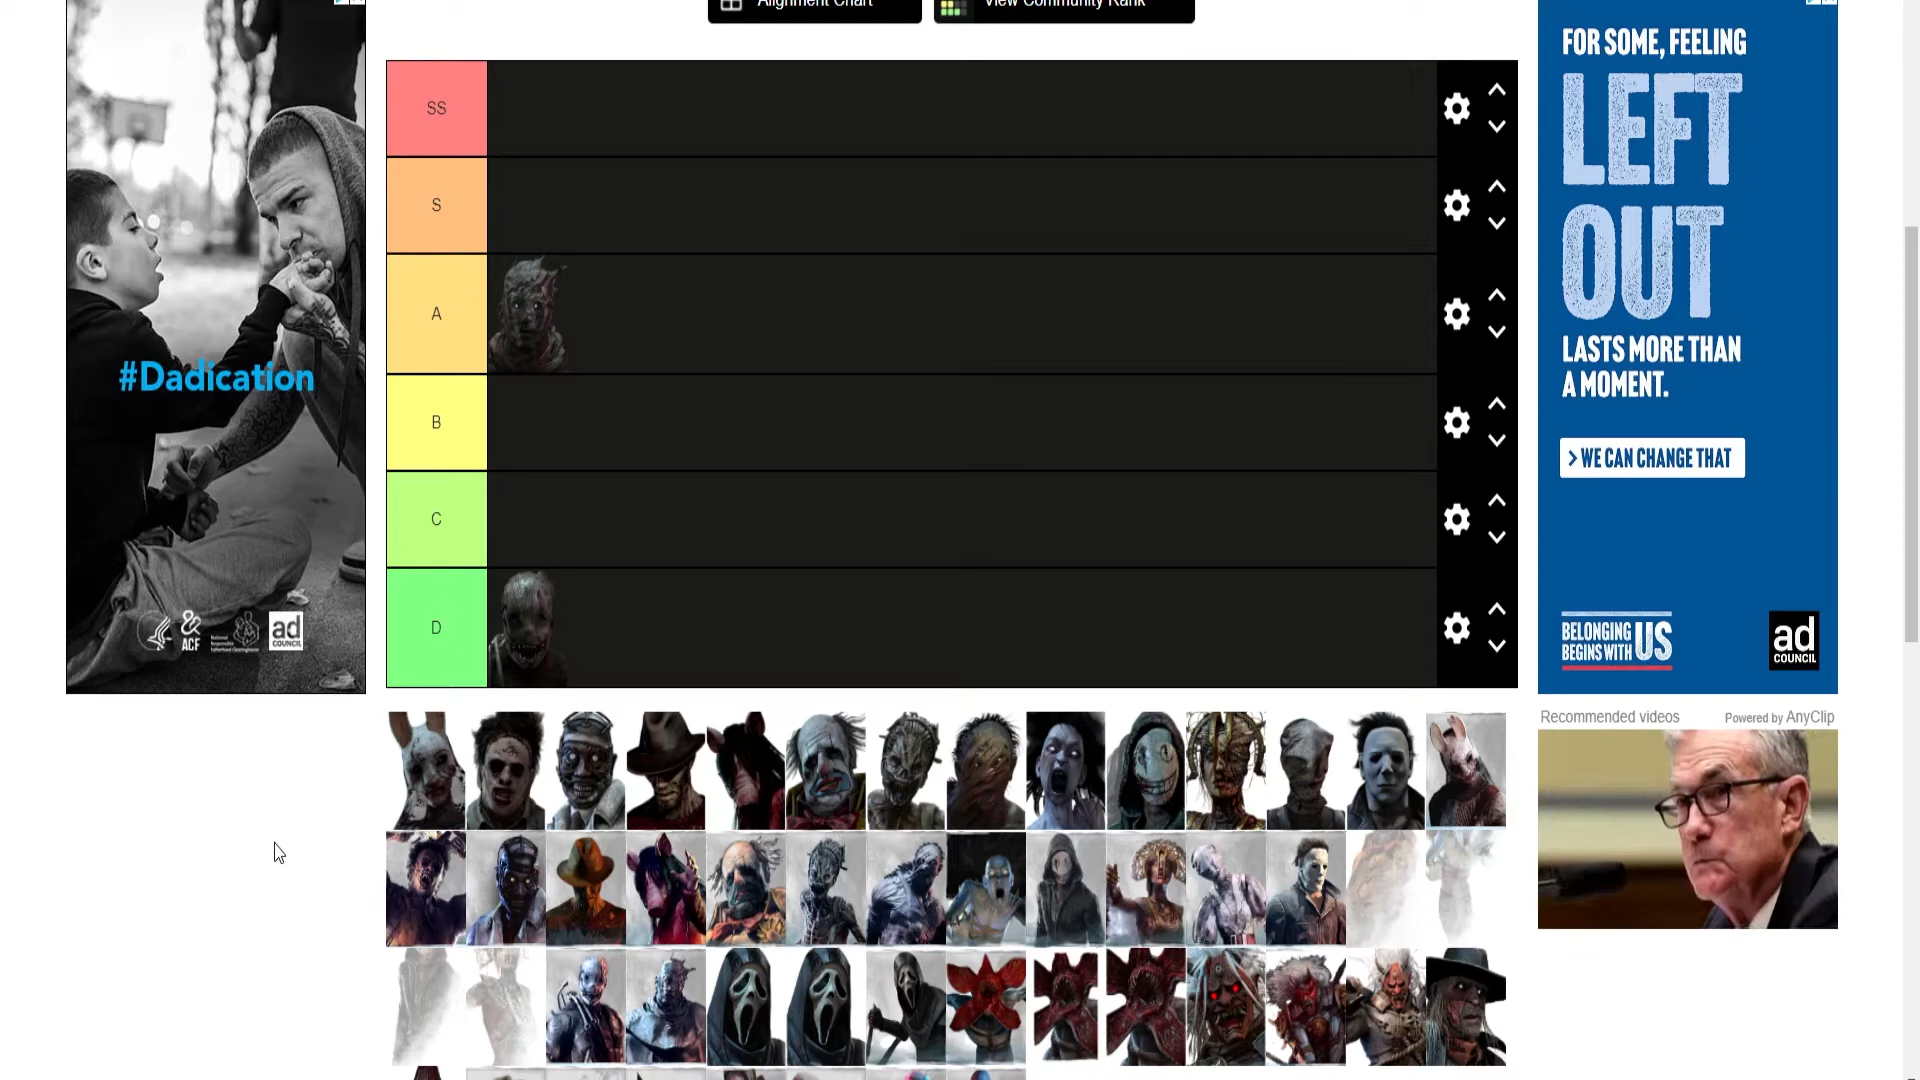 Alignment Chart
View Community Rank
SS
S
A
B
C
D
#Dadication
ACF
ad
COUNCIL
FOR SOME, FEELING
LEFT
OUT
LASTS MORE THAN
A MOMENT.
> WE CAN CHANGE THAT
BELONGING
BEGINS WITH US
ad
COUNCIL
Recommended videos
Powered by AnyClip